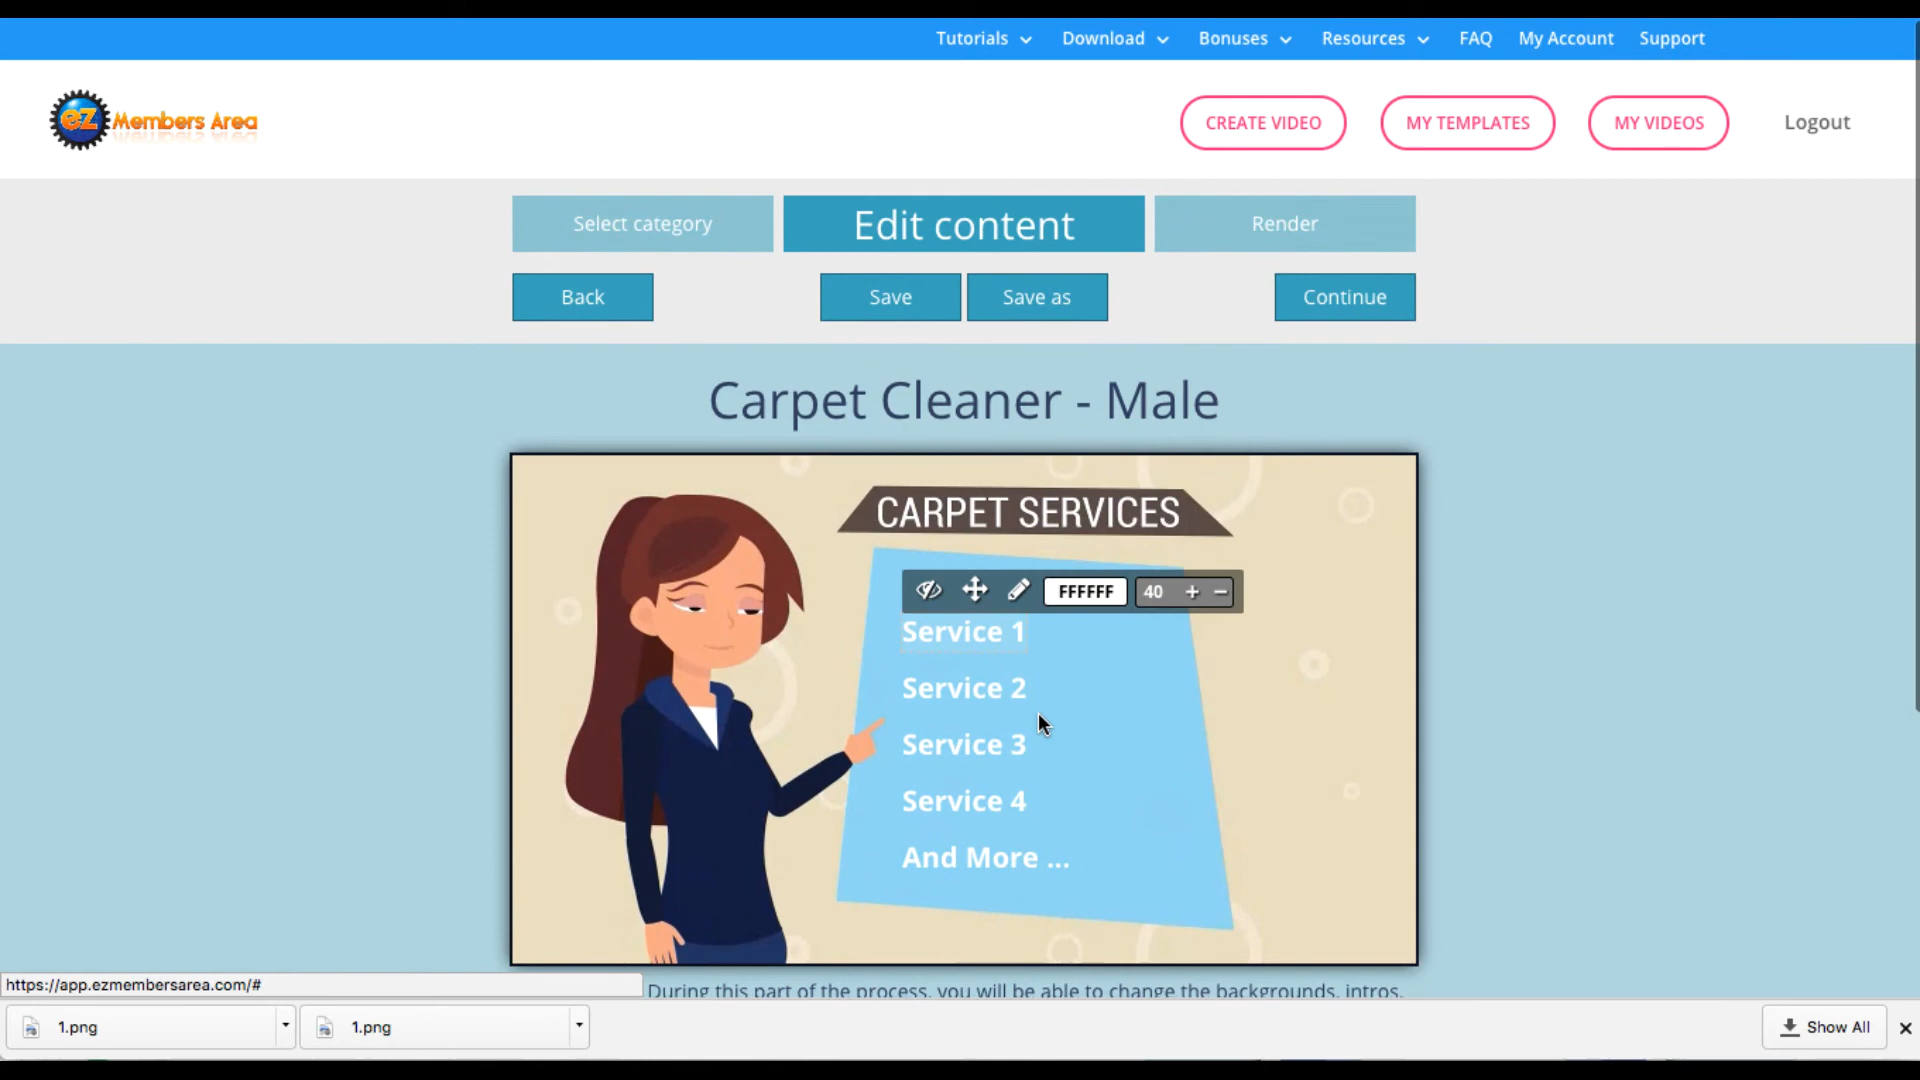 Tutorials Download Bonuses Resources FAQ My Account Support
eZ Members Area
CREATE VIDEO MY TEMPLATES MY VIDEOS Logout
Select category Edit content Render
Back Save Save as Continue
Carpet Cleaner - Male
CARPET SERVICES
FFFFFF 40 + −
Service 1
Service 2
Service 3
Service 4
And More ...
https://app.ezmembersarea.com/#
During this part of the process, you will be able to change the backgrounds, intros,
1.png 1.png Show All